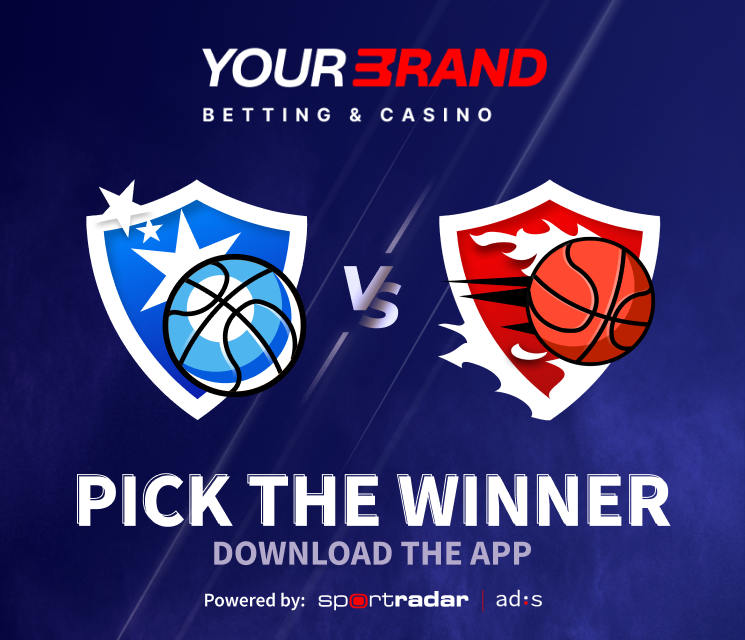 YOUR BRAND
BETTING & CASINO
VS
PICK THE WINNER
DOWNLOAD THE APP
Powered by: sportradar | ad:s